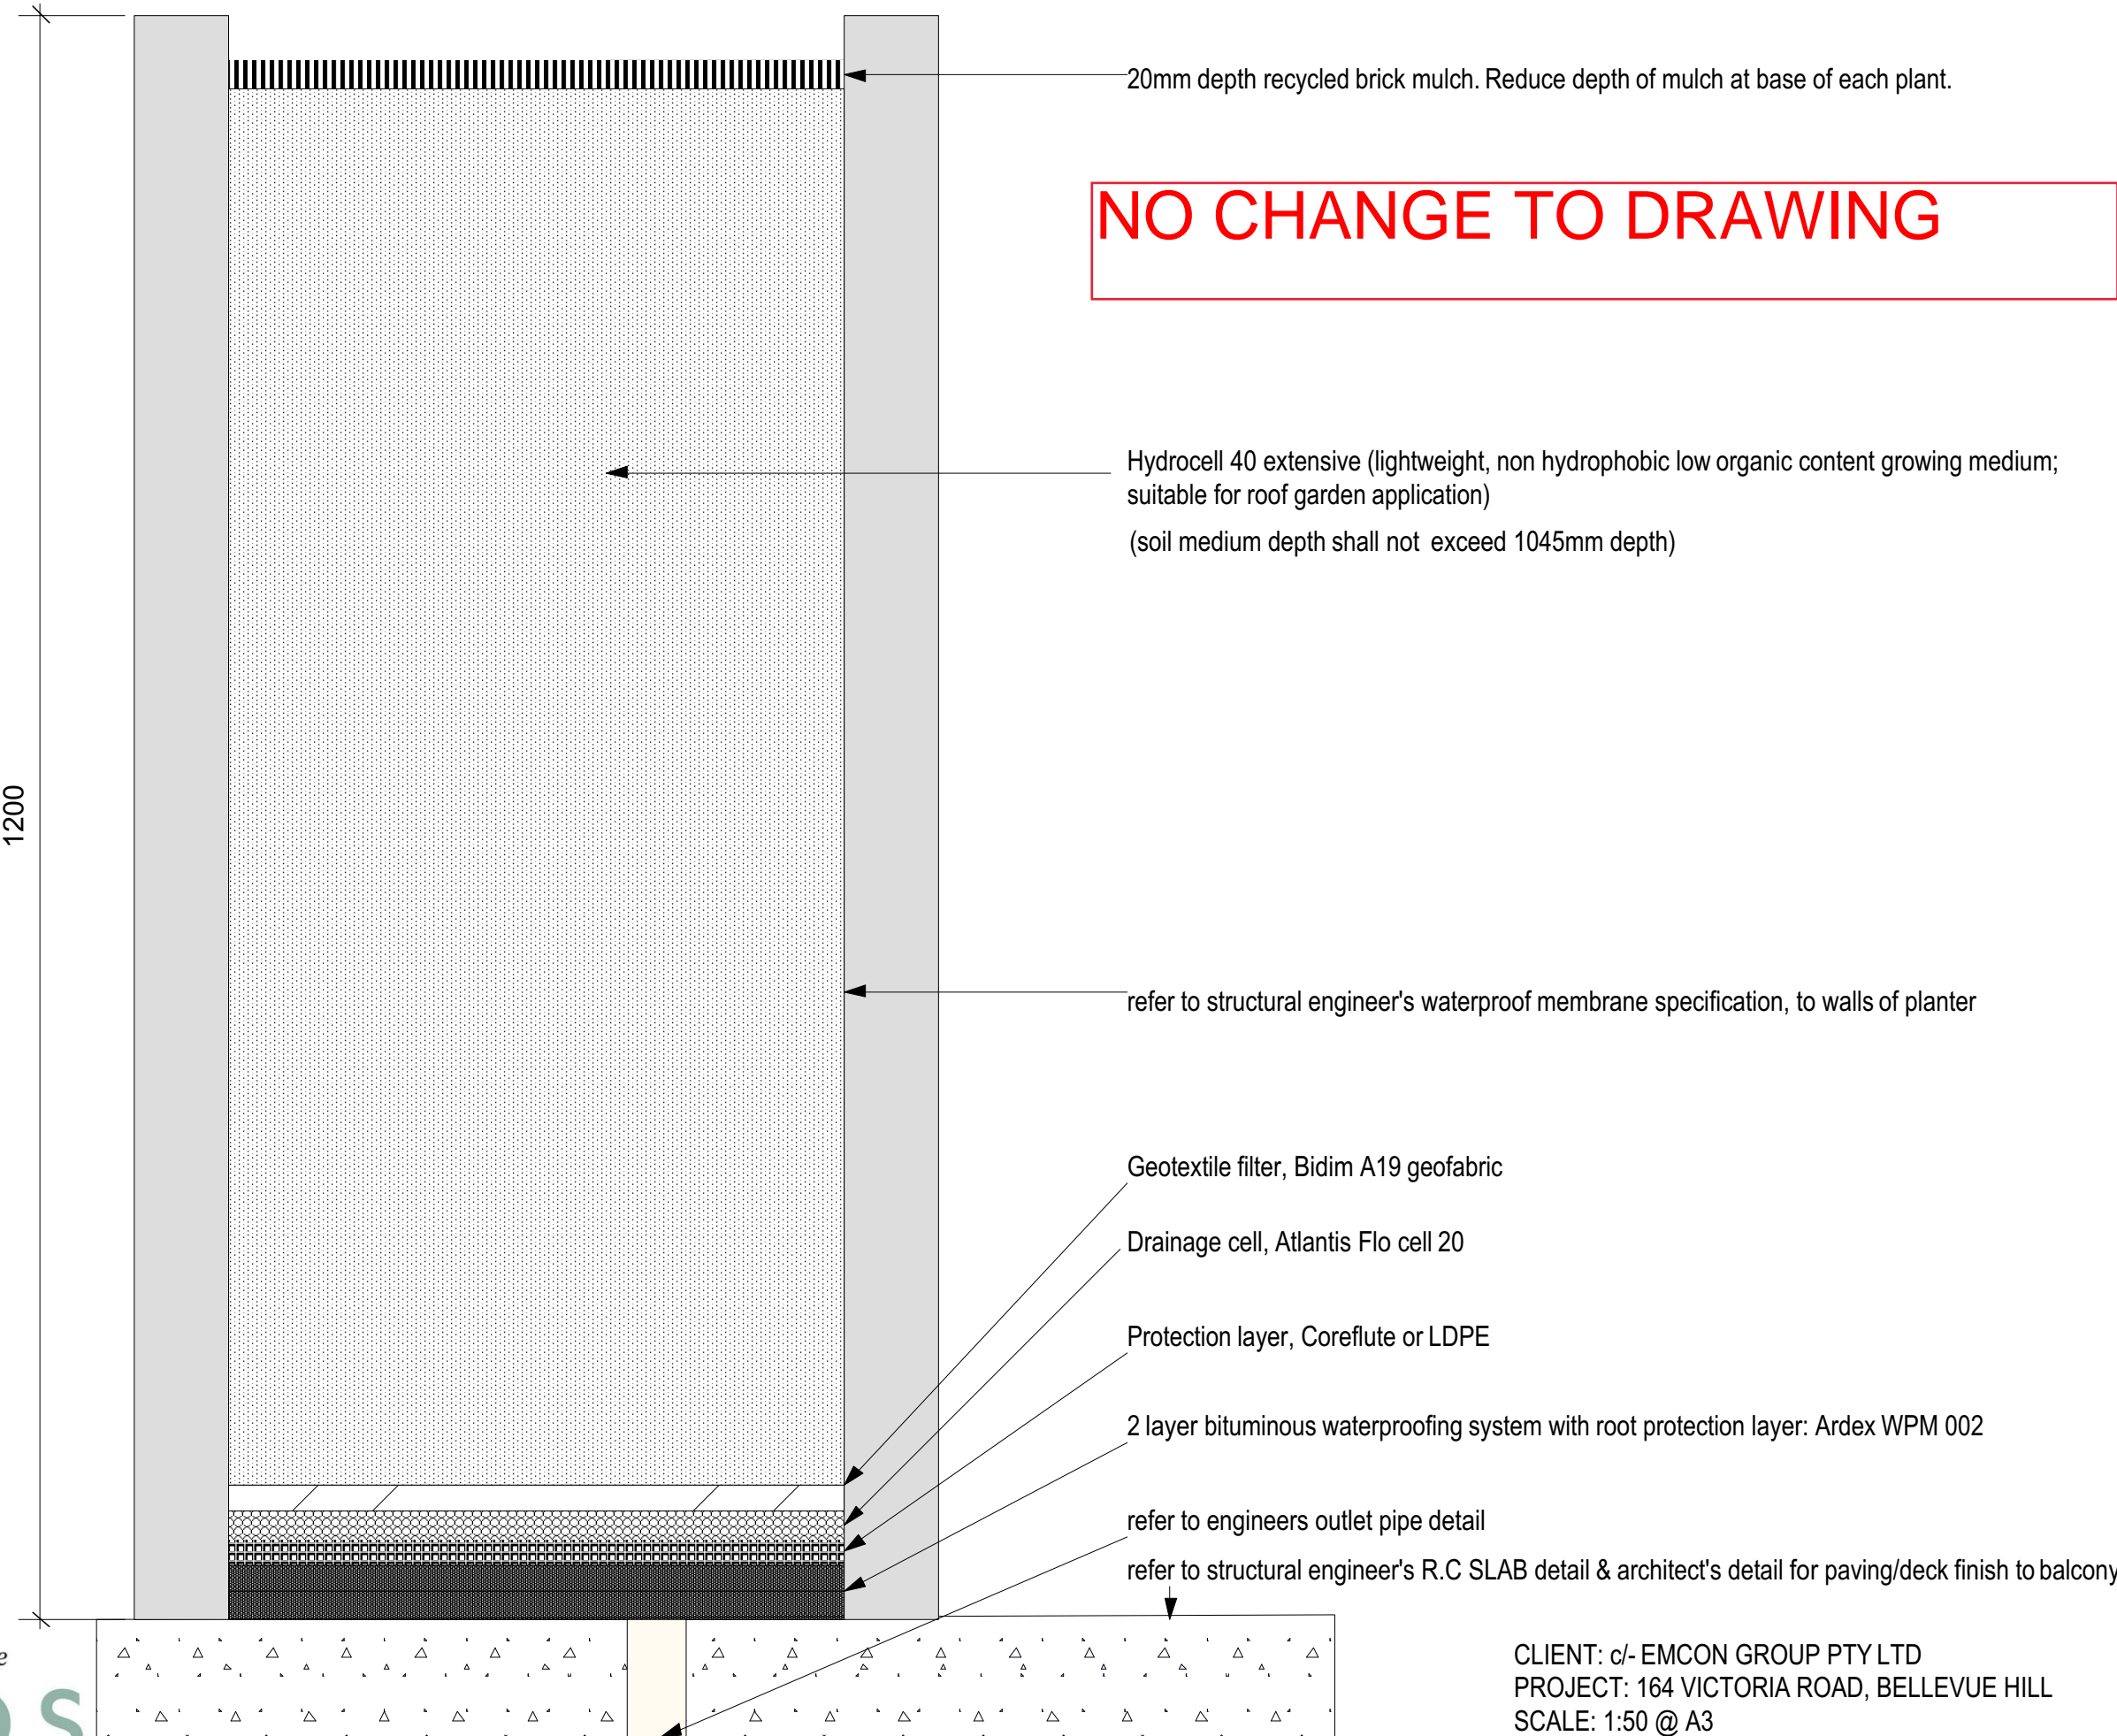 20mm depth recycled brick mulch. Reduce depth of mulch at base of each plant.
NO CHANGE TO DRAWING
Hydrocell 40 extensive (lightweight, non hydrophobic low organic content growing medium;
suitable for roof garden application)
(soil medium depth shall not exceed 1045mm depth)
1200
refer to structural engineer's waterproof membrane specification, to walls of planter
Geotextile filter, Bidim A19 geofabric
Drainage cell, Atlantis Flo cell 20
Protection layer, Coreflute or LDPE
2 layer bituminous waterproofing system with root protection layer: Ardex WPM 002
refer to engineers outlet pipe detail
refer to structural engineer's R.C SLAB detail & architect's detail for paving/deck finish to balcony
CLIENT: c/- EMCON GROUP PTY LTD
PROJECT: 164 VICTORIA ROAD, BELLEVUE HILL
SCALE: 1:50 @ A3